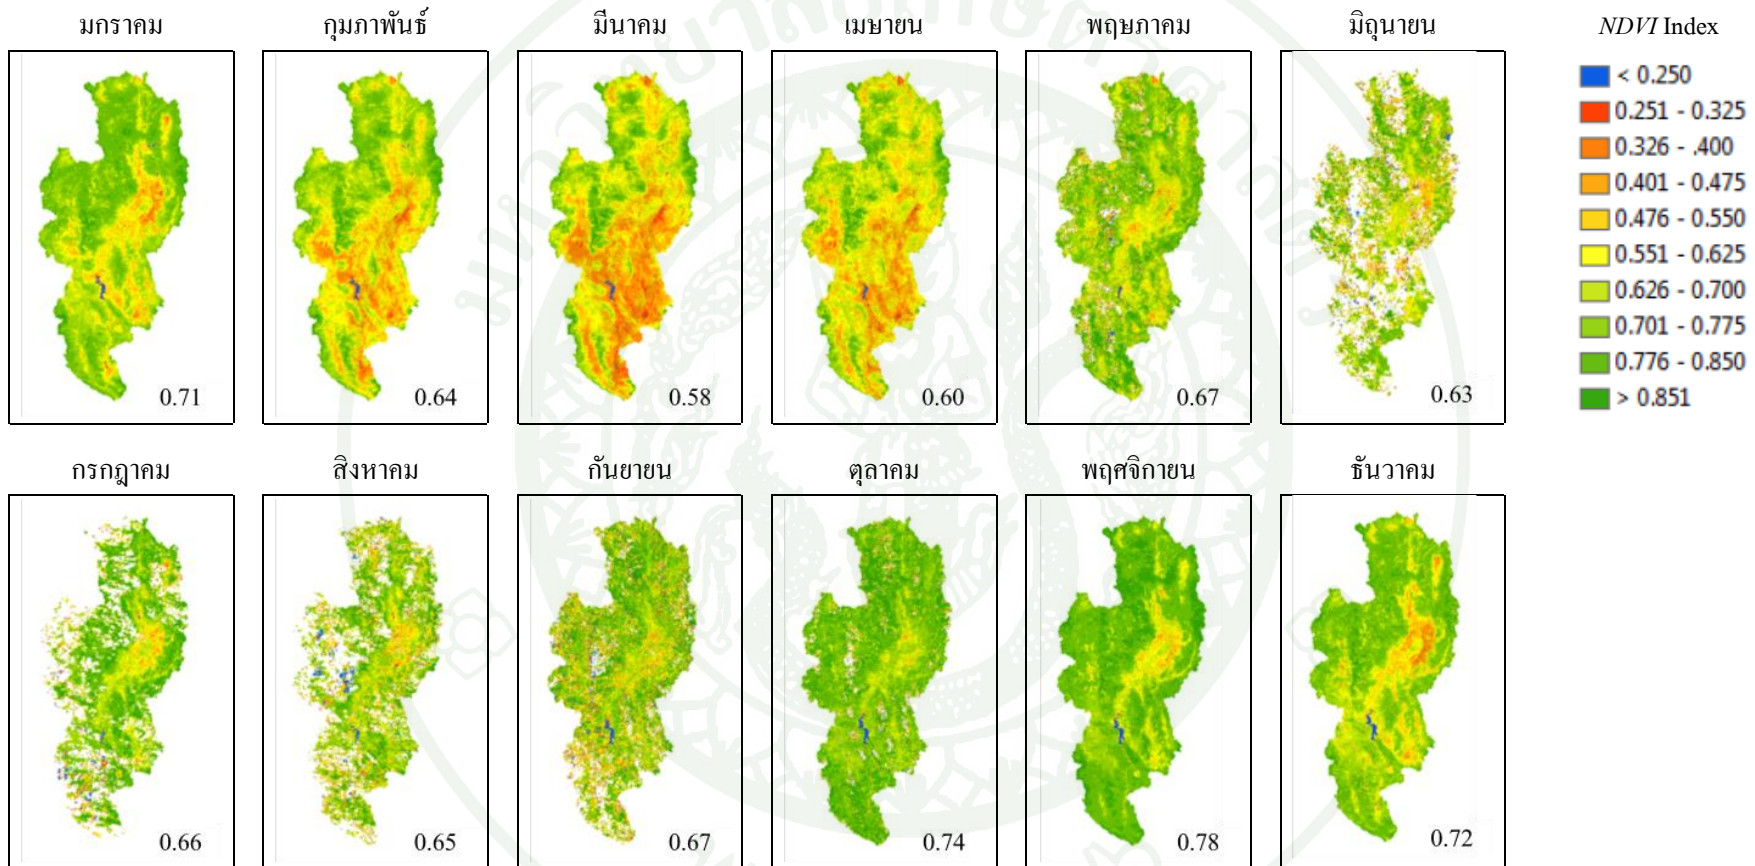 มกราคม กุมภาพันธ์ มีนาคม เมษายน พฤษภาคม มิถุนายน NDVI Index
< 0.250
0.251 - 0.325
0.326 - .400
0.401 - 0.475
0.476 - 0.550
0.551 - 0.625
0.626 - 0.700
0.701 - 0.775
0.776 - 0.850
> 0.851
0.71 0.64 0.58 0.60 0.67 0.63
กรกฎาคม สิงหาคม กันยายน ตุลาคม พฤศจิกายน ธันวาคม
0.66 0.65 0.67 0.74 0.78 0.72